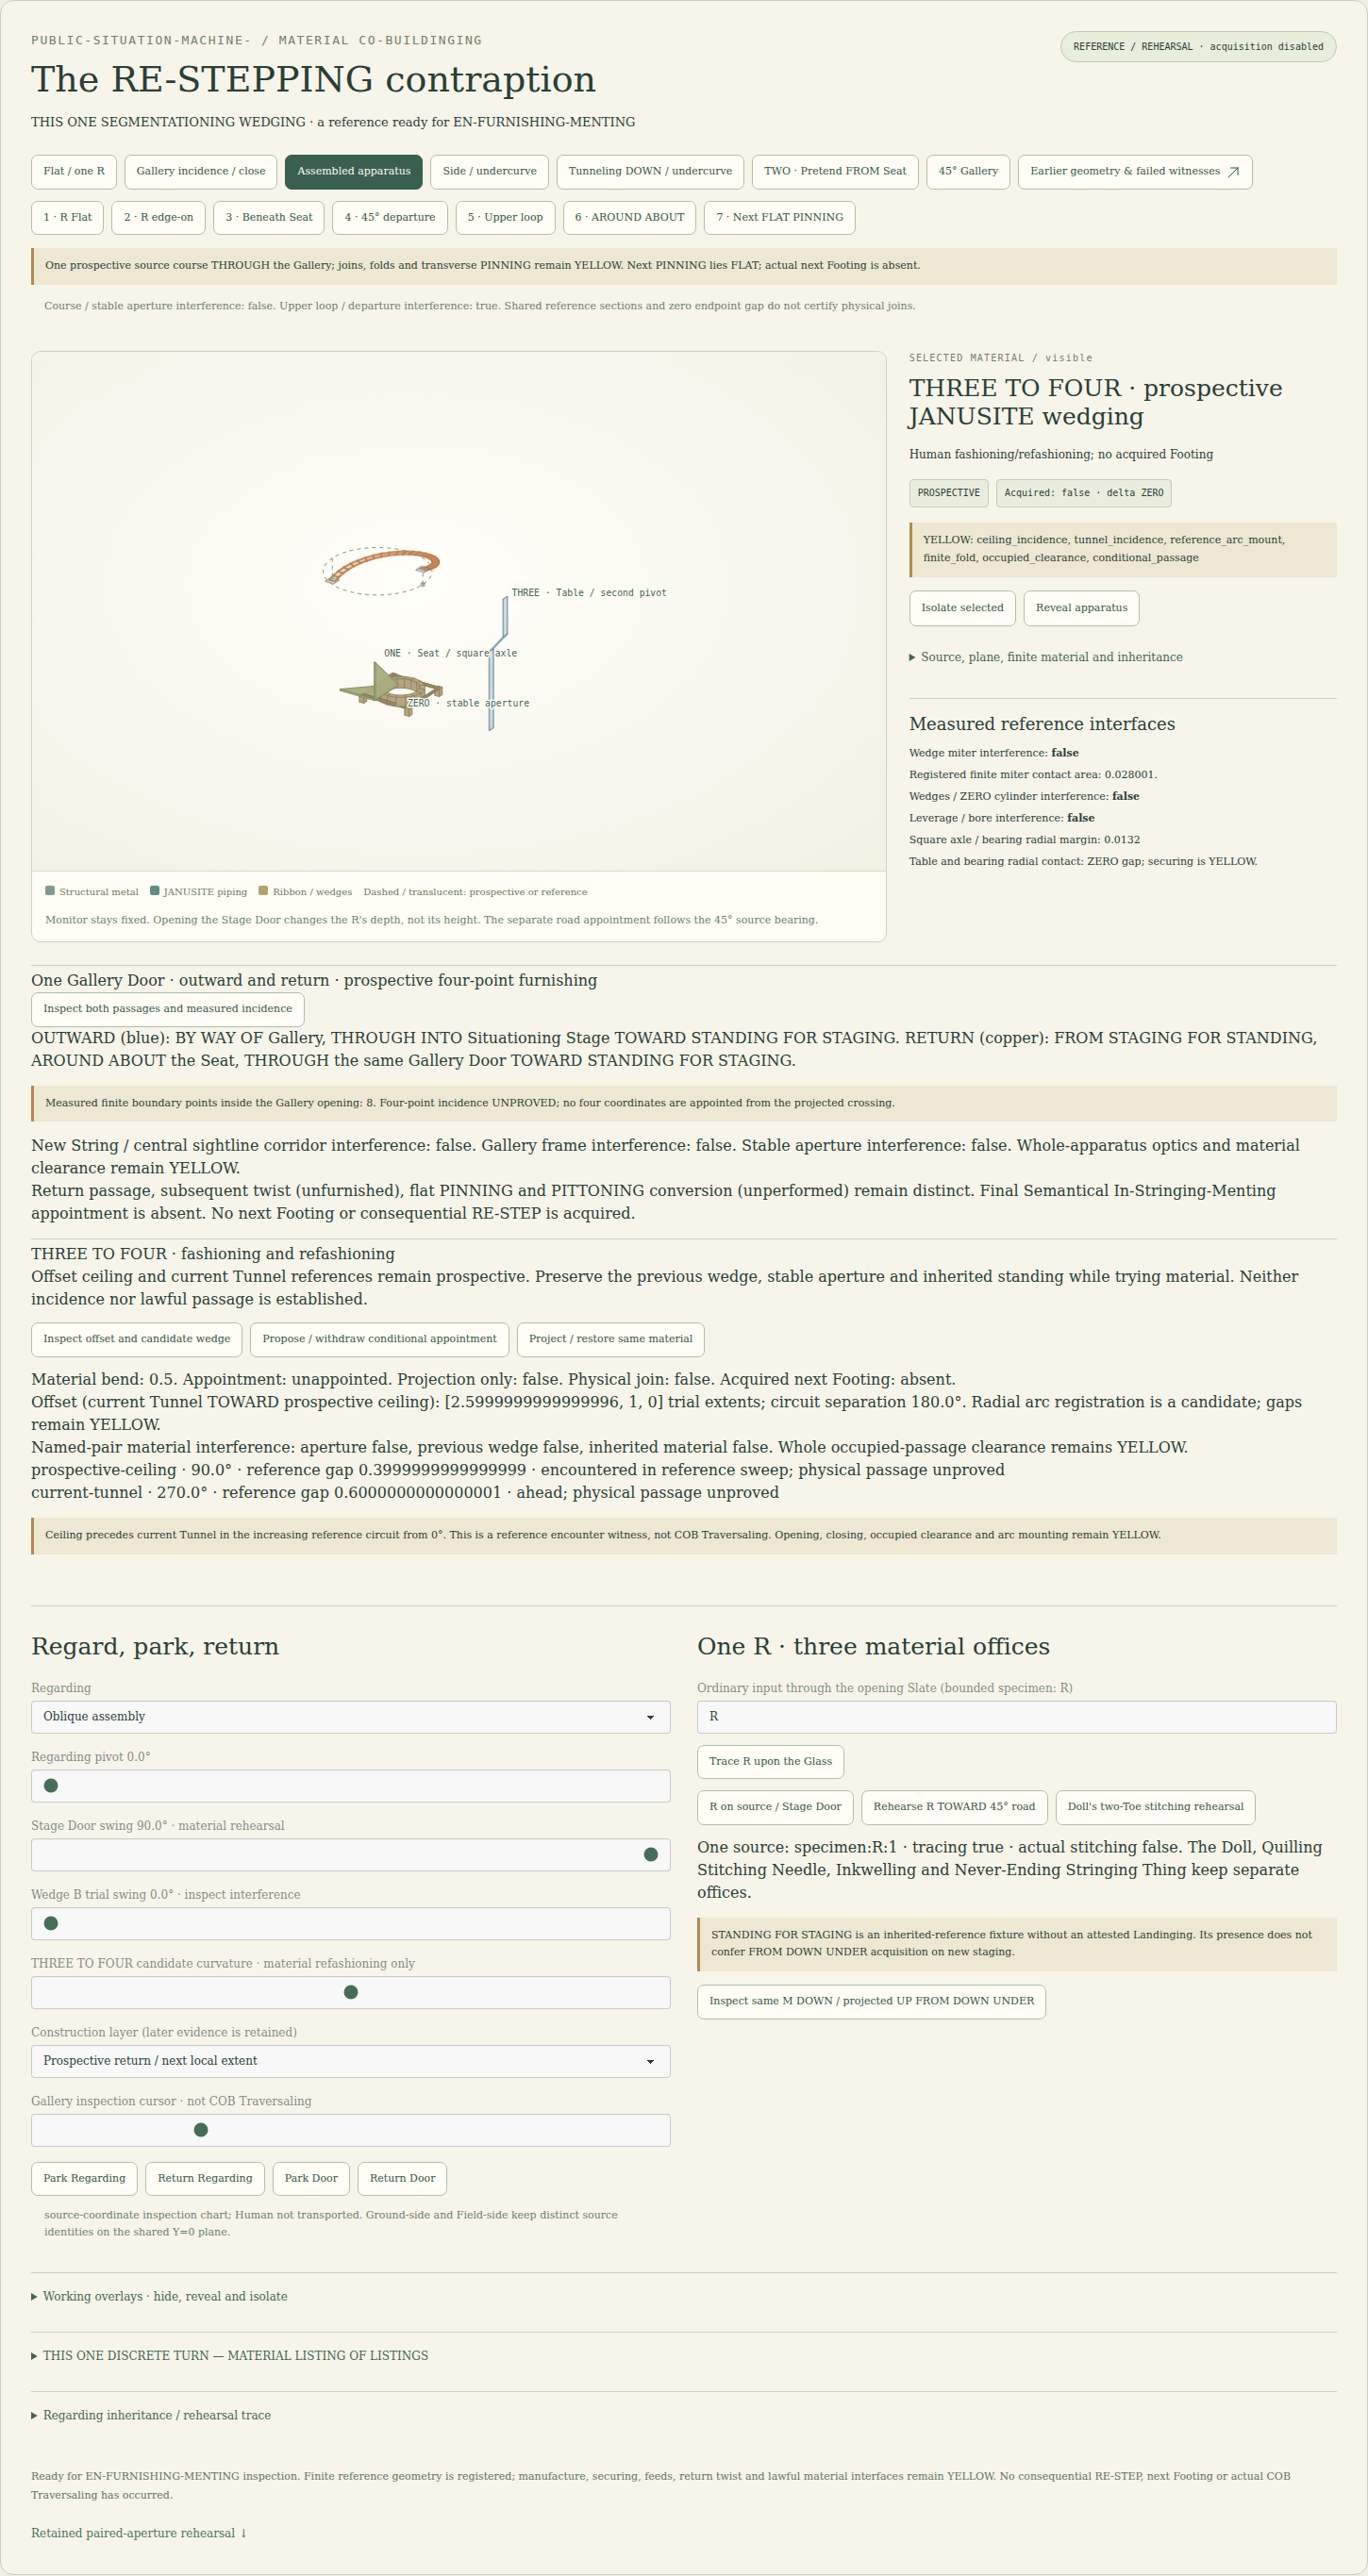 PUBLIC-SITUATION-MACHINE- / MATERIAL CO-BUILDINGING
REFERENCE / REHEARSAL · acquisition disabled
The RE-STEPPING contraption
THIS ONE SEGMENTATIONING WEDGING · a reference ready for EN-FURNISHING-MENTING
Flat / one R
Gallery incidence / close
Assembled apparatus
Side / undercurve
Tunneling DOWN / undercurve
TWO · Pretend FROM Seat
45° Gallery
Earlier geometry & failed witnesses
1 · R Flat
2 · R edge-on
3 · Beneath Seat
4 · 45° departure
5 · Upper loop
6 · AROUND ABOUT
7 · Next FLAT PINNING
One prospective source course THROUGH the Gallery; joins, folds and transverse PINNING remain YELLOW. Next PINNING lies FLAT; actual next Footing is absent.
Course / stable aperture interference: false. Upper loop / departure interference: true. Shared reference sections and zero endpoint gap do not certify physical joins.
THREE · Table / second pivot
ONE · Seat / square axle
ZERO · stable aperture
Structural metal
JANUSITE piping
Ribbon / wedges
Dashed / translucent: prospective or reference
Monitor stays fixed. Opening the Stage Door changes the R's depth, not its height. The separate road appointment follows the 45° source bearing.
SELECTED MATERIAL / visible
THREE TO FOUR · prospective
JANUSITE wedging
Human fashioning/refashioning; no acquired Footing
PROSPECTIVE
Acquired: false · delta ZERO
YELLOW: ceiling_incidence, tunnel_incidence, reference_arc_mount,
finite_fold, occupied_clearance, conditional_passage
Isolate selected
Reveal apparatus
Source, plane, finite material and inheritance
Measured reference interfaces
Wedge miter interference: false
Registered finite miter contact area: 0.028001.
Wedges / ZERO cylinder interference: false
Leverage / bore interference: false
Square axle / bearing radial margin: 0.0132
Table and bearing radial contact: ZERO gap; securing is YELLOW.
One Gallery Door · outward and return · prospective four-point furnishing
Inspect both passages and measured incidence
OUTWARD (blue): BY WAY OF Gallery, THROUGH INTO Situationing Stage TOWARD STANDING FOR STAGING. RETURN (copper): FROM STAGING FOR STANDING,
AROUND ABOUT the Seat, THROUGH the same Gallery Door TOWARD STANDING FOR STAGING.
Measured finite boundary points inside the Gallery opening: 8. Four-point incidence UNPROVED; no four coordinates are appointed from the projected crossing.
New String / central sightline corridor interference: false. Gallery frame interference: false. Stable aperture interference: false. Whole-apparatus optics and material
clearance remain YELLOW.
Return passage, subsequent twist (unfurnished), flat PINNING and PITTONING conversion (unperformed) remain distinct. Final Semantical In-Stringing-Menting
appointment is absent. No next Footing or consequential RE-STEP is acquired.
THREE TO FOUR · fashioning and refashioning
Offset ceiling and current Tunnel references remain prospective. Preserve the previous wedge, stable aperture and inherited standing while trying material. Neither
incidence nor lawful passage is established.
Inspect offset and candidate wedge
Propose / withdraw conditional appointment
Project / restore same material
Material bend: 0.5. Appointment: unappointed. Projection only: false. Physical join: false. Acquired next Footing: absent.
Offset (current Tunnel TOWARD prospective ceiling): [2.5999999999999996, 1, 0] trial extents; circuit separation 180.0°. Radial arc registration is a candidate; gaps
remain YELLOW.
Named-pair material interference: aperture false, previous wedge false, inherited material false. Whole occupied-passage clearance remains YELLOW.
prospective-ceiling · 90.0° · reference gap 0.3999999999999999 · encountered in reference sweep; physical passage unproved
current-tunnel · 270.0° · reference gap 0.6000000000000001 · ahead; physical passage unproved
Ceiling precedes current Tunnel in the increasing reference circuit from 0°. This is a reference encounter witness, not COB Traversaling. Opening, closing, occupied clearance and arc mounting remain YELLOW.
Regard, park, return
Regarding
Oblique assembly
Regarding pivot 0.0°
Stage Door swing 90.0° · material rehearsal
Wedge B trial swing 0.0° · inspect interference
THREE TO FOUR candidate curvature · material refashioning only
Construction layer (later evidence is retained)
Prospective return / next local extent
Gallery inspection cursor · not COB Traversaling
Park Regarding
Return Regarding
Park Door
Return Door
source-coordinate inspection chart; Human not transported. Ground-side and Field-side keep distinct source
identities on the shared Y=0 plane.
One R · three material offices
Ordinary input through the opening Slate (bounded specimen: R)
R
Trace R upon the Glass
R on source / Stage Door
Rehearse R TOWARD 45° road
Doll's two-Toe stitching rehearsal
One source: specimen:R:1 · tracing true · actual stitching false. The Doll, Quilling
Stitching Needle, Inkwelling and Never-Ending Stringing Thing keep separate
offices.
STANDING FOR STAGING is an inherited-reference fixture without an attested Landinging. Its presence does not
confer FROM DOWN UNDER acquisition on new staging.
Inspect same M DOWN / projected UP FROM DOWN UNDER
Working overlays · hide, reveal and isolate
THIS ONE DISCRETE TURN — MATERIAL LISTING OF LISTINGS
Regarding inheritance / rehearsal trace
Ready for EN-FURNISHING-MENTING inspection. Finite reference geometry is registered; manufacture, securing, feeds, return twist and lawful material interfaces remain YELLOW. No consequential RE-STEP, next Footing or actual COB
Traversaling has occurred.
Retained paired-aperture rehearsal ↓